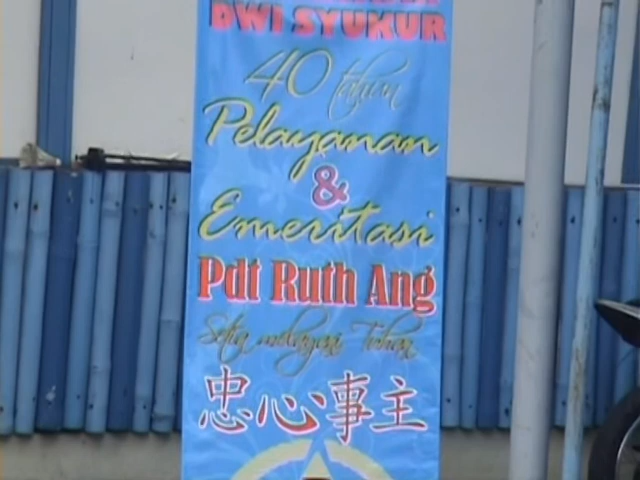 DWI SYUKUR
40 tahun
Pelayanan
&
Emeritasi
Pdt Ruth Ang
Setia melayani Tuhan
忠心事主